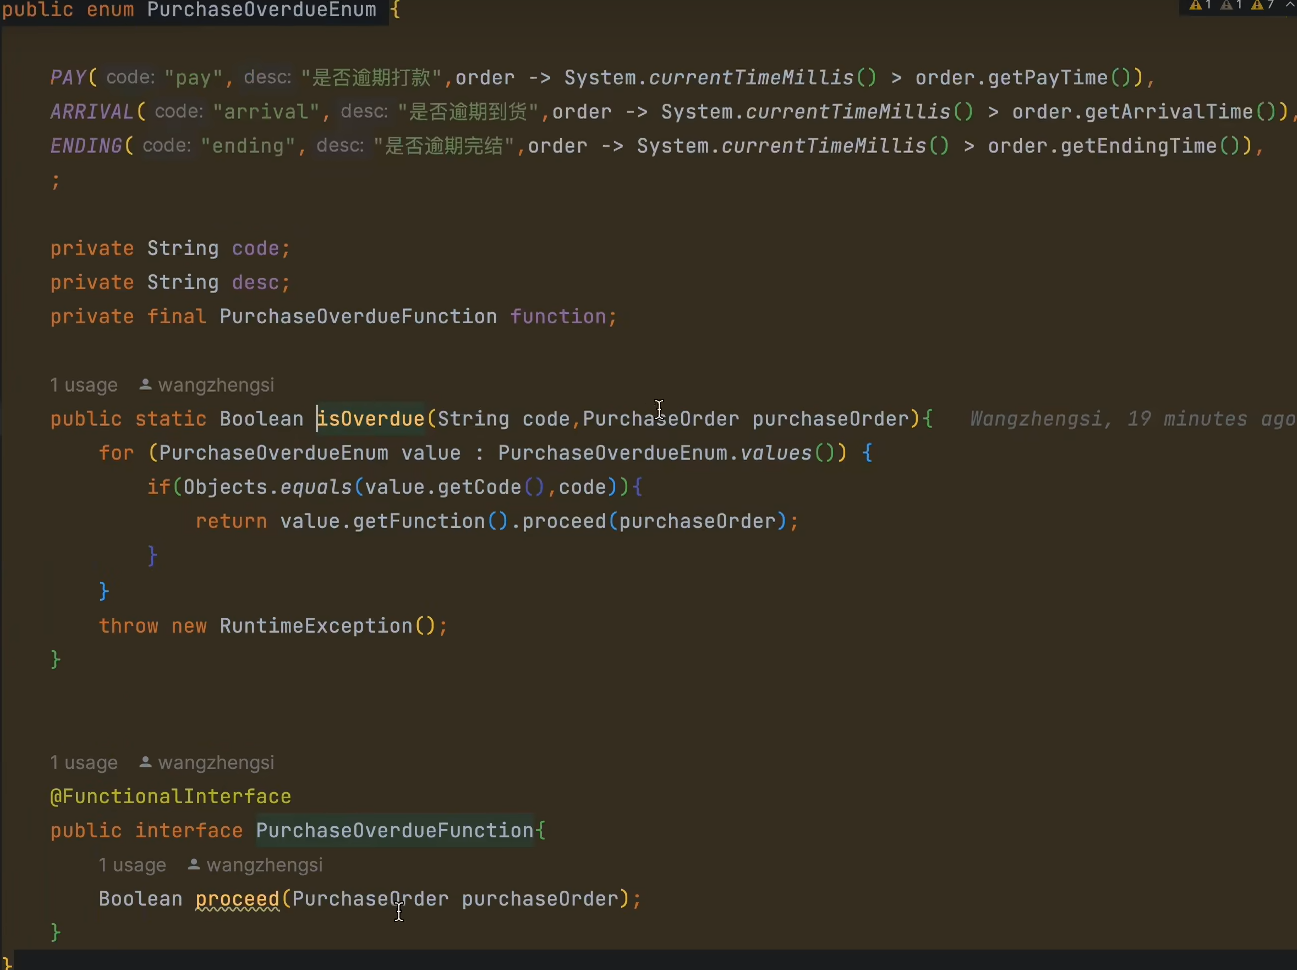 public enum PurchaseOverdueEnum {
1 1 7
PAY( code: "pay", desc: "是否逾期打款",order -> System.currentTimeMillis() > order.getPayTime()),
ARRIVAL( code: "arrival", desc: "是否逾期到货",order -> System.currentTimeMillis() > order.getArrivalTime()),
ENDING( code: "ending", desc: "是否逾期完结",order -> System.currentTimeMillis() > order.getEndingTime()),
;
private String code;
private String desc;
private final PurchaseOverdueFunction function;
1 usage wangzhengsi
public static Boolean isOverdue(String code,PurchaseOrder purchaseOrder){ Wangzhengsi, 19 minutes ago
for (PurchaseOverdueEnum value : PurchaseOverdueEnum.values()) {
if(Objects.equals(value.getCode(),code)){
return value.getFunction().proceed(purchaseOrder);
}
}
throw new RuntimeException();
}
1 usage wangzhengsi
@FunctionalInterface
public interface PurchaseOverdueFunction{
1 usage wangzhengsi
Boolean proceed(PurchaseOrder purchaseOrder);
}
}